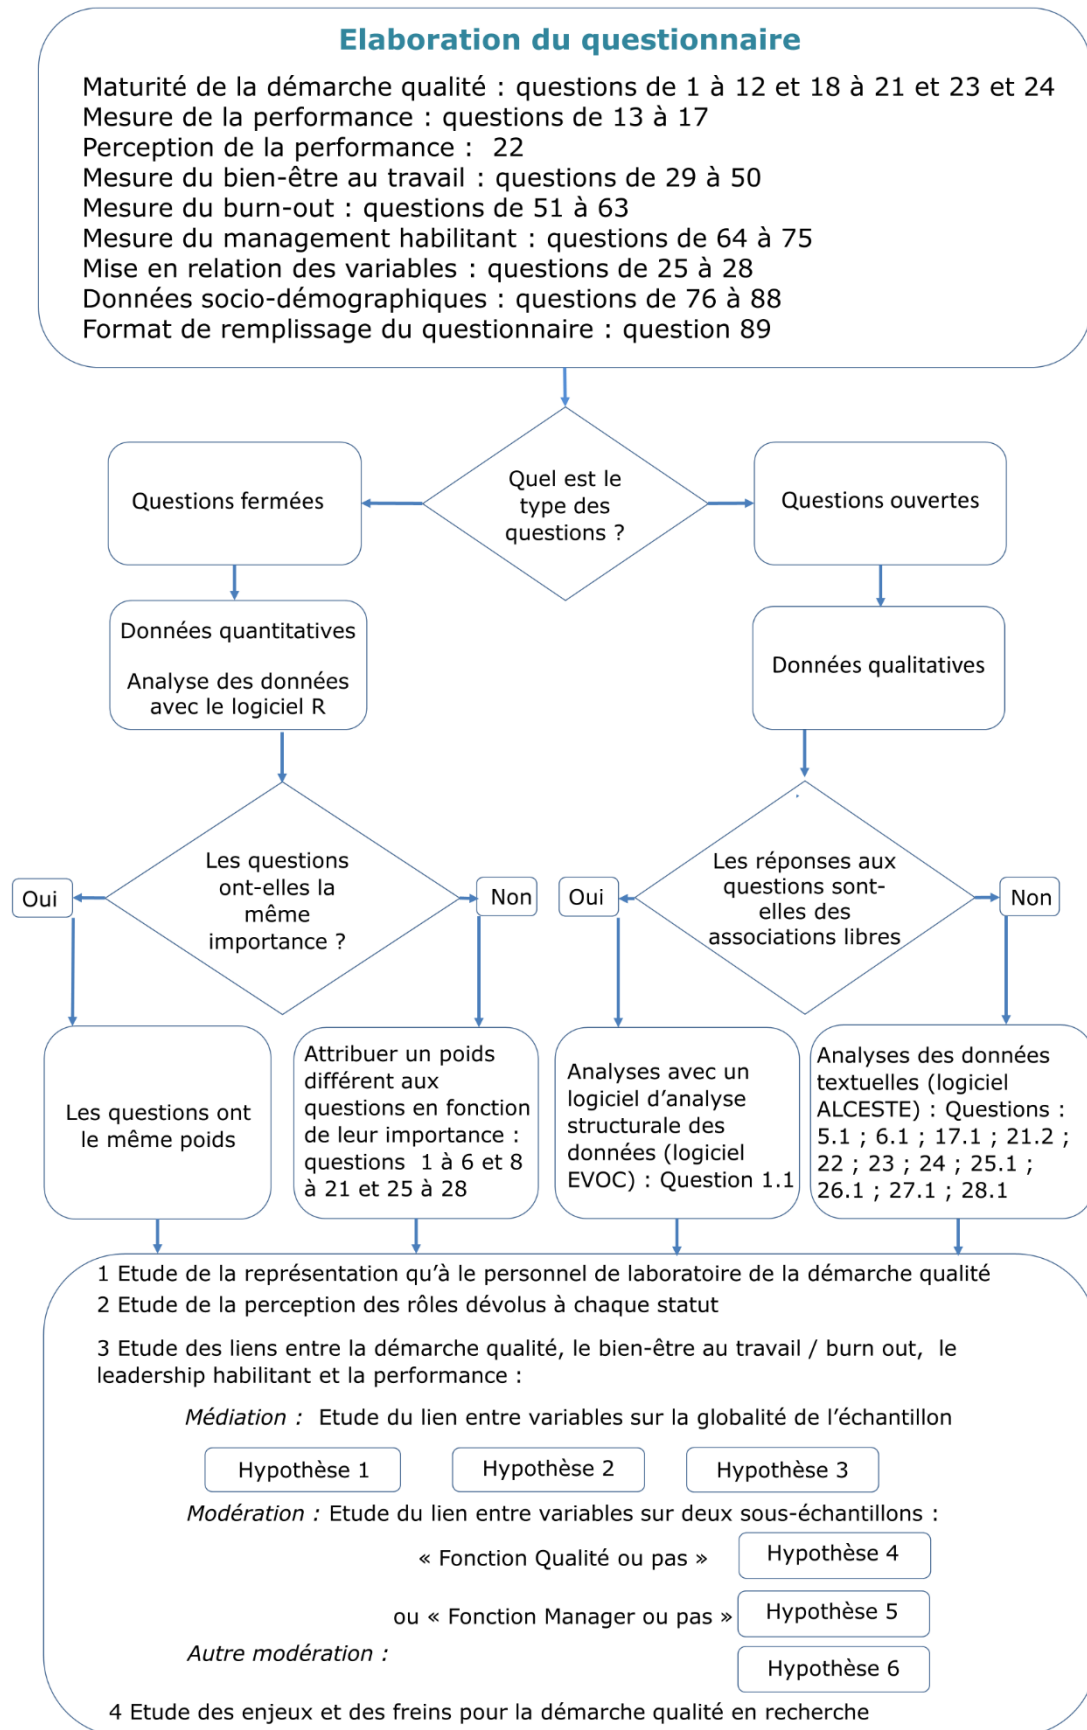 Elaboration du questionnaire
Maturité de la démarche qualité : questions de 1 à 12 et 18 à 21 et 23 et 24
Mesure de la performance : questions de 13 à 17
Perception de la performance :  22
Mesure du bien-être au travail : questions de 29 à 50
Mesure du burn-out : questions de 51 à 63
Mesure du management habilitant : questions de 64 à 75
Mise en relation des variables : questions de 25 à 28
Données socio-démographiques : questions de 76 à 88
Format de remplissage du questionnaire : question 89
Quel est le
type des
questions ?
Questions fermées
Questions ouvertes
Données quantitatives
Analyse des données
avec le logiciel R
Données qualitatives
Les questions
ont-elles la
même
importance ?
Oui
Non
Les réponses aux
questions sont-
elles des
associations libres
Oui
Non
Les questions ont
le même poids
Attribuer un poids
différent aux
questions en fonction
de leur importance :
questions  1 à 6 et 8
à 21 et 25 à 28
Analyses avec un
logiciel d'analyse
structurale des
données (logiciel
EVOC) : Question 1.1
Analyses des données
textuelles (logiciel
ALCESTE) : Questions :
5.1 ; 6.1 ; 17.1 ; 21.2 ;
22 ; 23 ; 24 ; 25.1 ;
26.1 ; 27.1 ; 28.1
1 Etude de la représentation qu'à le personnel de laboratoire de la démarche qualité
2 Etude de la perception des rôles dévolus à chaque statut
3 Etude des liens entre la démarche qualité, le bien-être au travail / burn out,  le
leadership habilitant et la performance :
Médiation :  Etude du lien entre variables sur la globalité de l'échantillon
Hypothèse 1
Hypothèse 2
Hypothèse 3
Modération : Etude du lien entre variables sur deux sous-échantillons :
« Fonction Qualité ou pas »
Hypothèse 4
ou « Fonction Manager ou pas »
Hypothèse 5
Autre modération :
Hypothèse 6
4 Etude des enjeux et des freins pour la démarche qualité en recherche